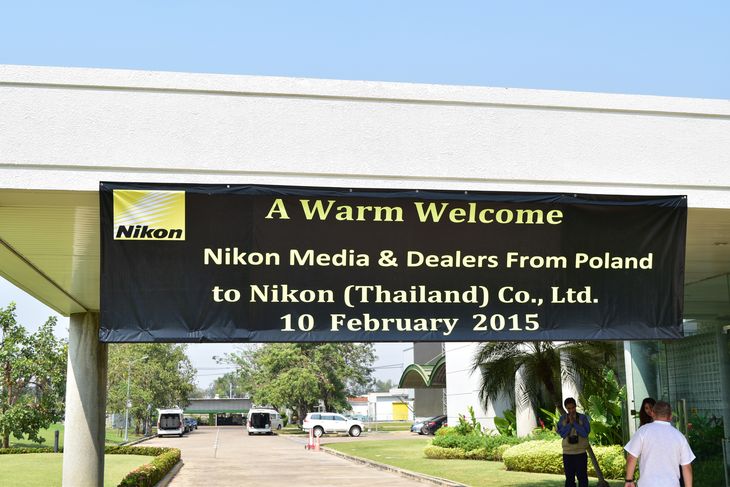 A Warm Welcome
Nikon
Nikon Media & Dealers From Poland
to Nikon (Thailand) Co., Ltd.
10 February 2015